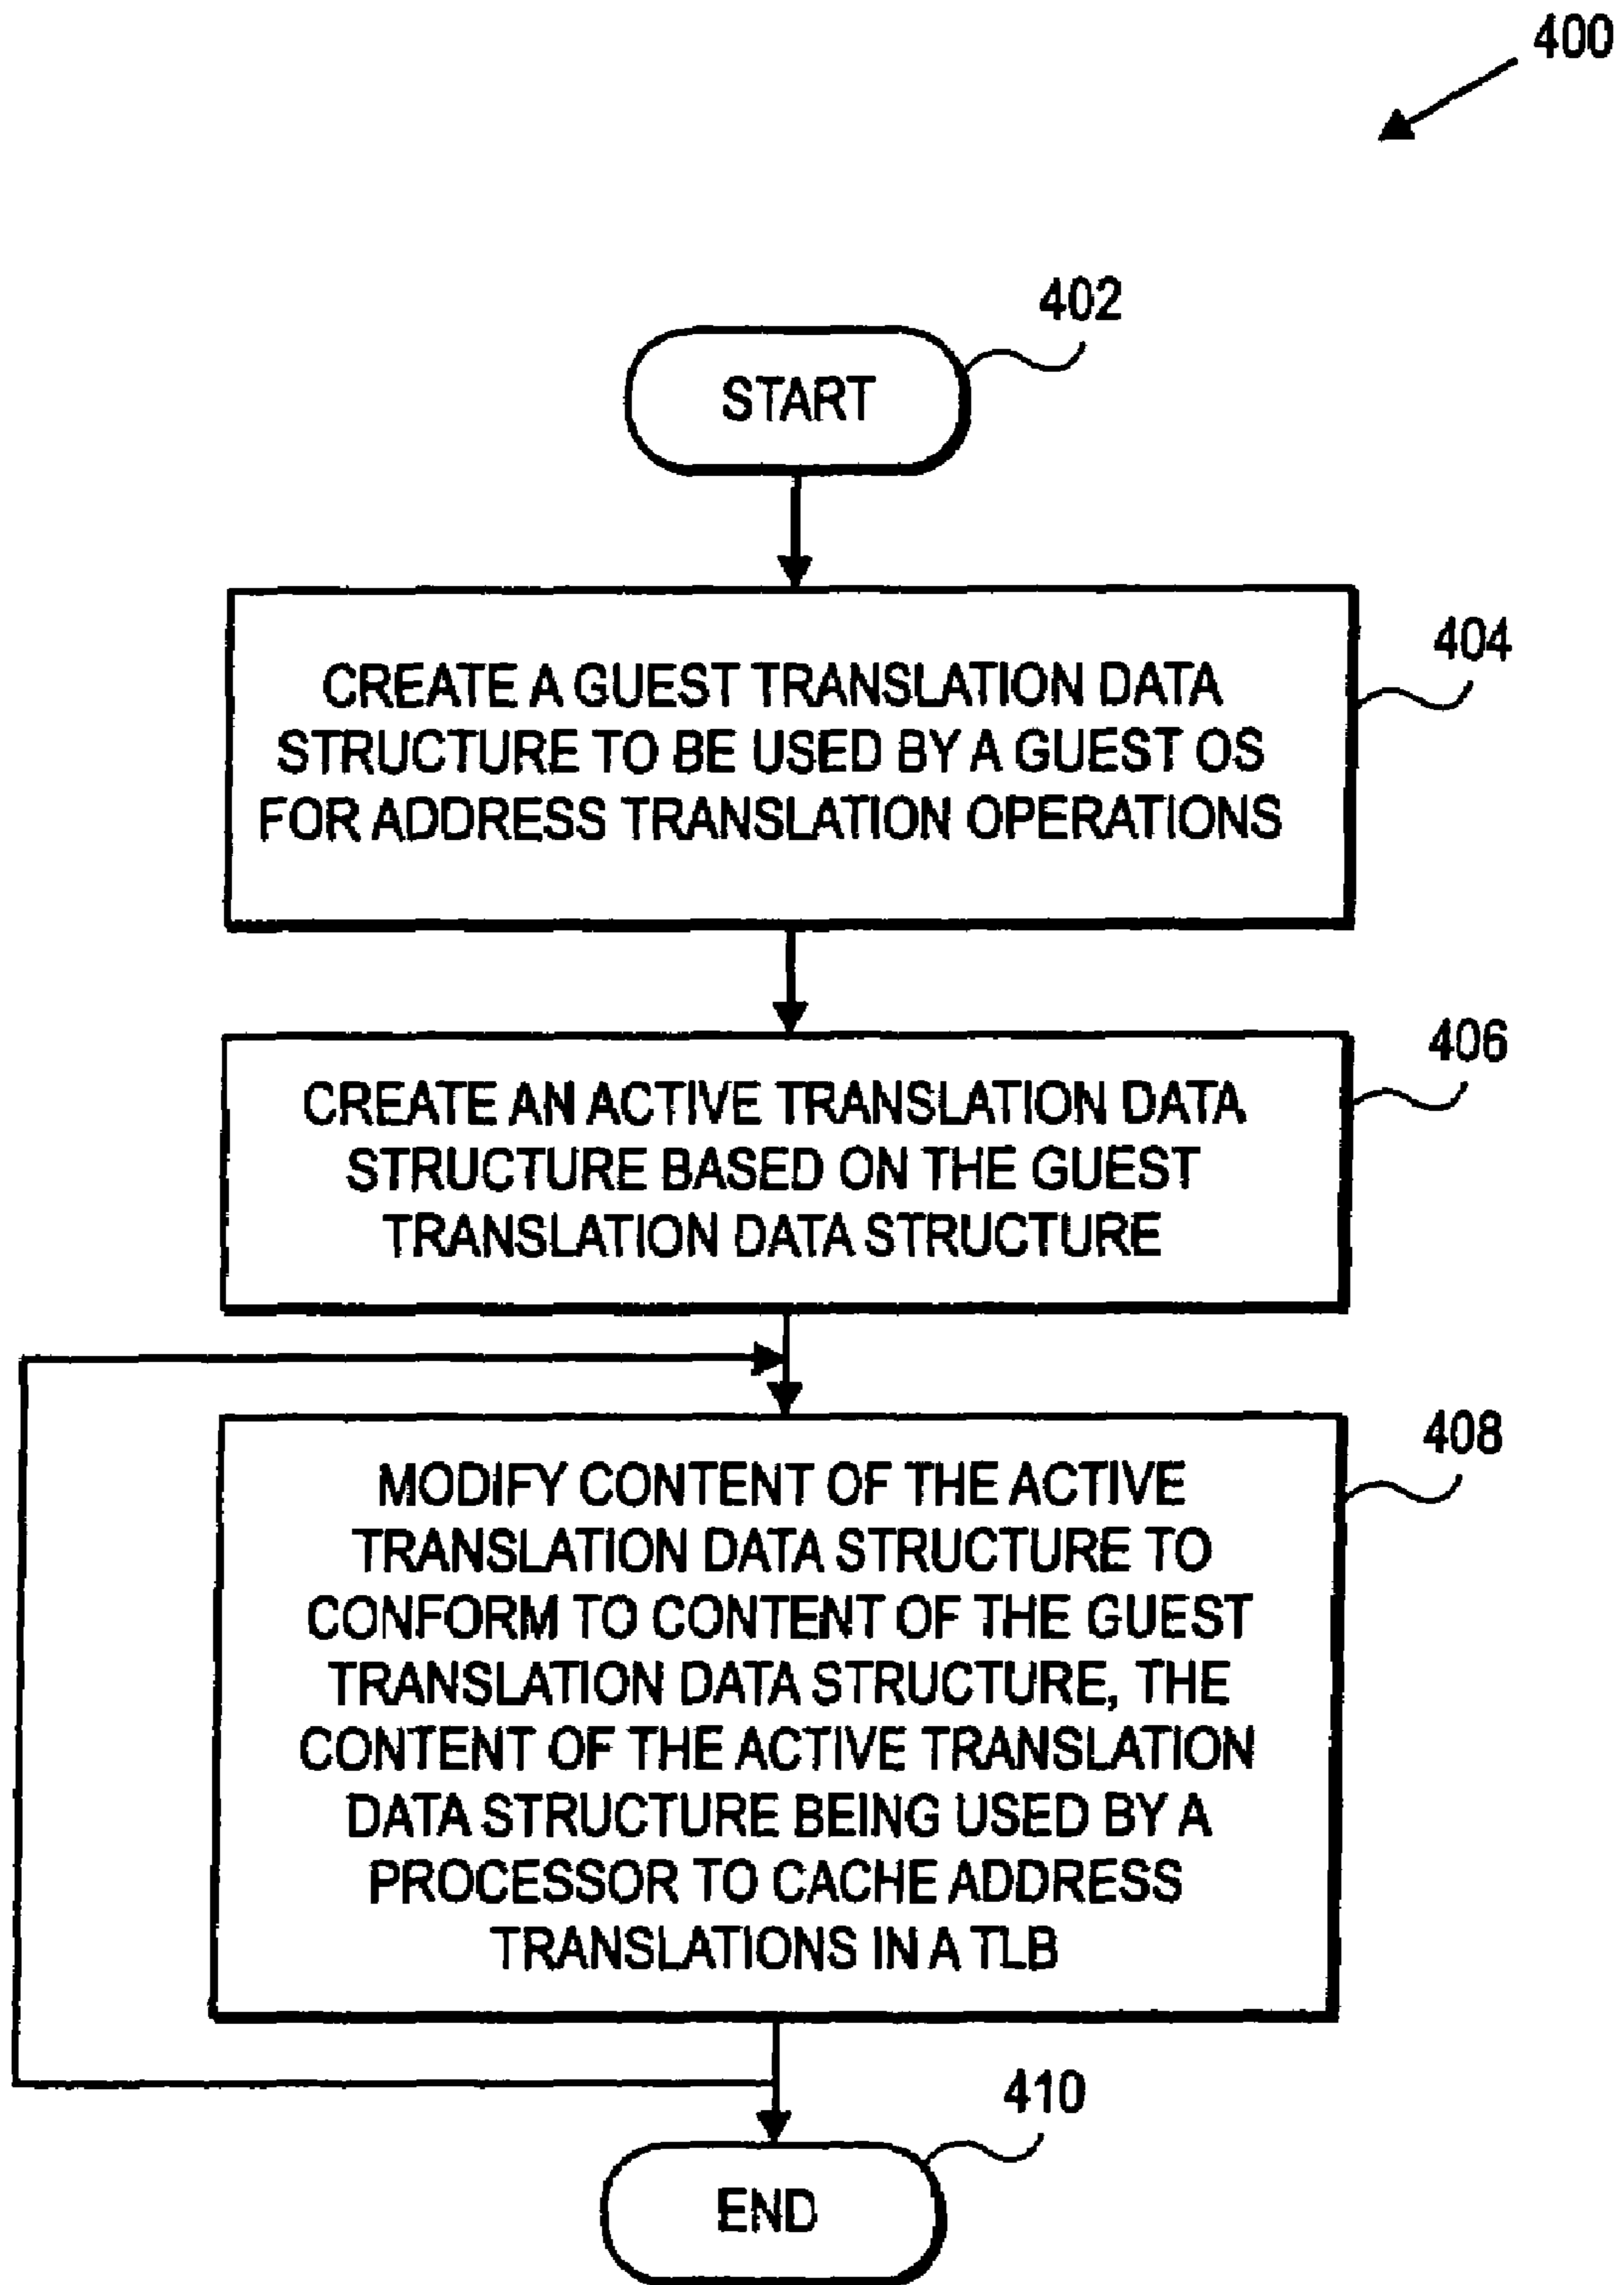 400
402
START
404
CREATE A GUEST TRANSLATION DATA
STRUCTURE TO BE USED BY A GUEST OS
FOR ADDRESS TRANSLATION OPERATIONS
406
CREATE AN ACTIVE TRANSLATION DATA
STRUCTURE BASED ON THE GUEST
TRANSLATION DATA STRUCTURE
408
MODIFY CONTENT OF THE ACTIVE
TRANSLATION DATA STRUCTURE TO
CONFORM TO CONTENT OF THE GUEST
TRANSLATION DATA STRUCTURE, THE
CONTENT OF THE ACTIVE TRANSLATION
DATA STRUCTURE BEING USED BY A
PROCESSOR TO CACHE ADDRESS
TRANSLATIONS IN A TLB
410
END